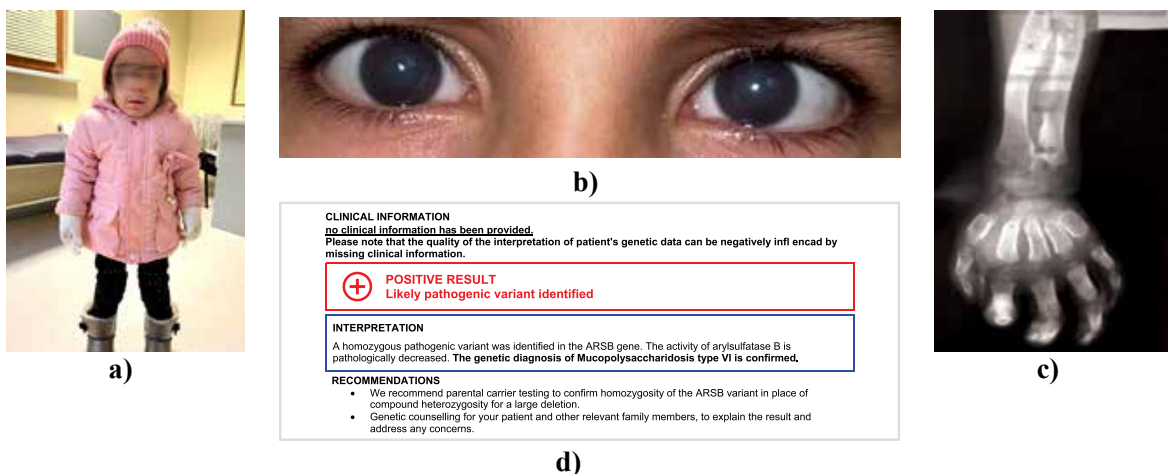 a)
b)
c)
CLINICAL INFORMATION
no clinical information has been provided.
Please note that the quality of the interpretation of patient's genetic data can be negatively infl encad by
missing clinical information.
POSITIVE RESULT
Likely pathogenic variant identified
INTERPRETATION
A homozygous pathogenic variant was identified in the ARSB gene. The activity of arylsulfatase B is
pathologically decreased. The genetic diagnosis of Mucopolysaccharidosis type VI is confirmed.
RECOMMENDATIONS
• We recommend parental carrier testing to confirm homozygosity of the ARSB variant in place of
compound heterozygosity for a large deletion.
• Genetic counselling for your patient and other relevant family members, to explain the result and
address any concerns.
d)